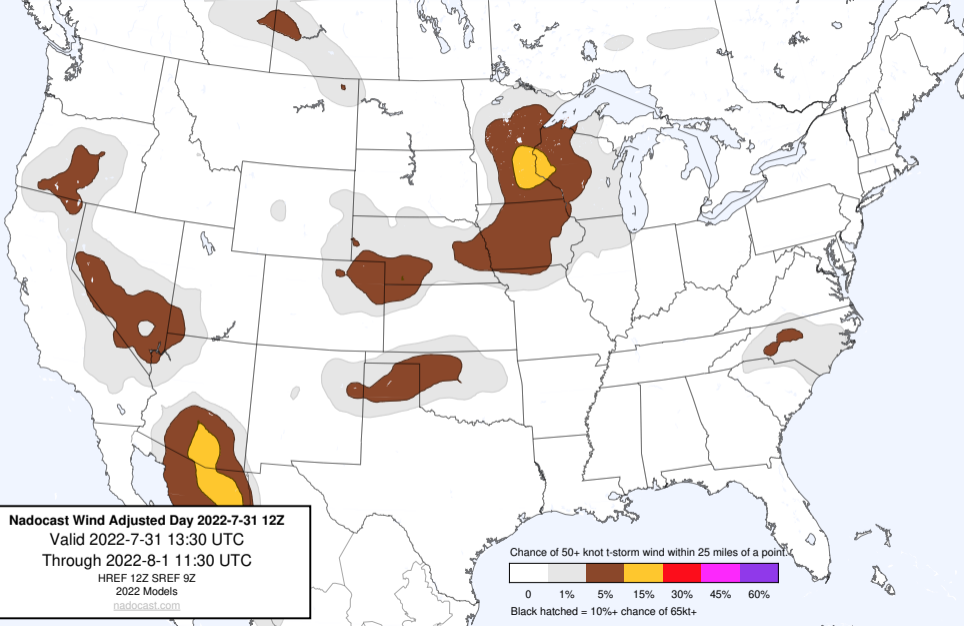 Nadocast Wind Adjusted Day 2022-7-31 12Z
Valid 2022-7-31 13:30 UTC
Through 2022-8-1 11:30 UTC
HREF 12Z SREF 9Z
2022 Models
nadocast.com
Chance of 50+ knot t-storm wind within 25 miles of a point.
0 1% 5% 15% 30% 45% 60%
Black hatched = 10%+ chance of 65kt+